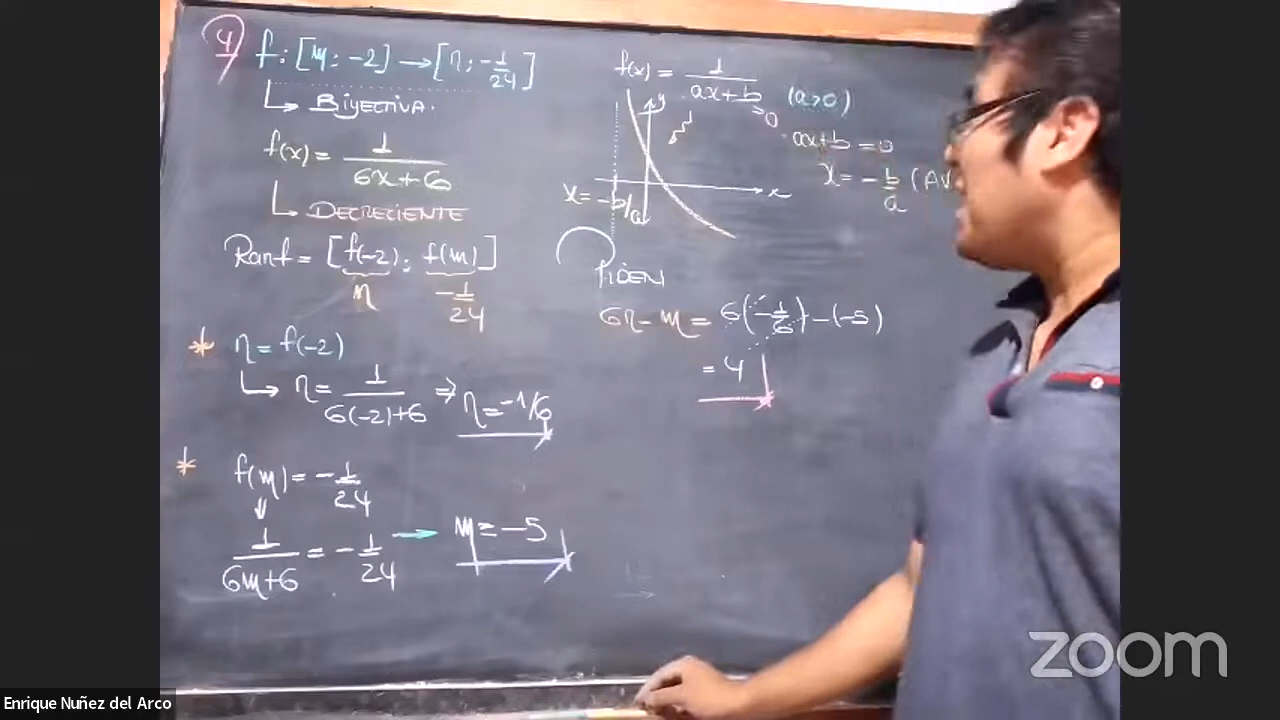 4/
f: [m; -2] → [η; -1/24]
↳ BIYECTIVA.
f(x) = 1/(6x+6)
↳ DECRECIENTE
Ranf = [f(-2); f(m)]
η -1/24
* η = f(-2)
↳ η = 1/(6(-2)+6) ⇒ η = -1/6
* f(m) = -1/24
↓
1/(6m+6) = -1/24 → m = -5
f(x) = 1/(ax+b) (a>0)
y
ax+b = 0
x = -b/a (AV
x = -b/a
x
PIDEN
6η - m = 6(-1/6) - (-5)
= 4
zoom
Enrique Nuñez del Arco